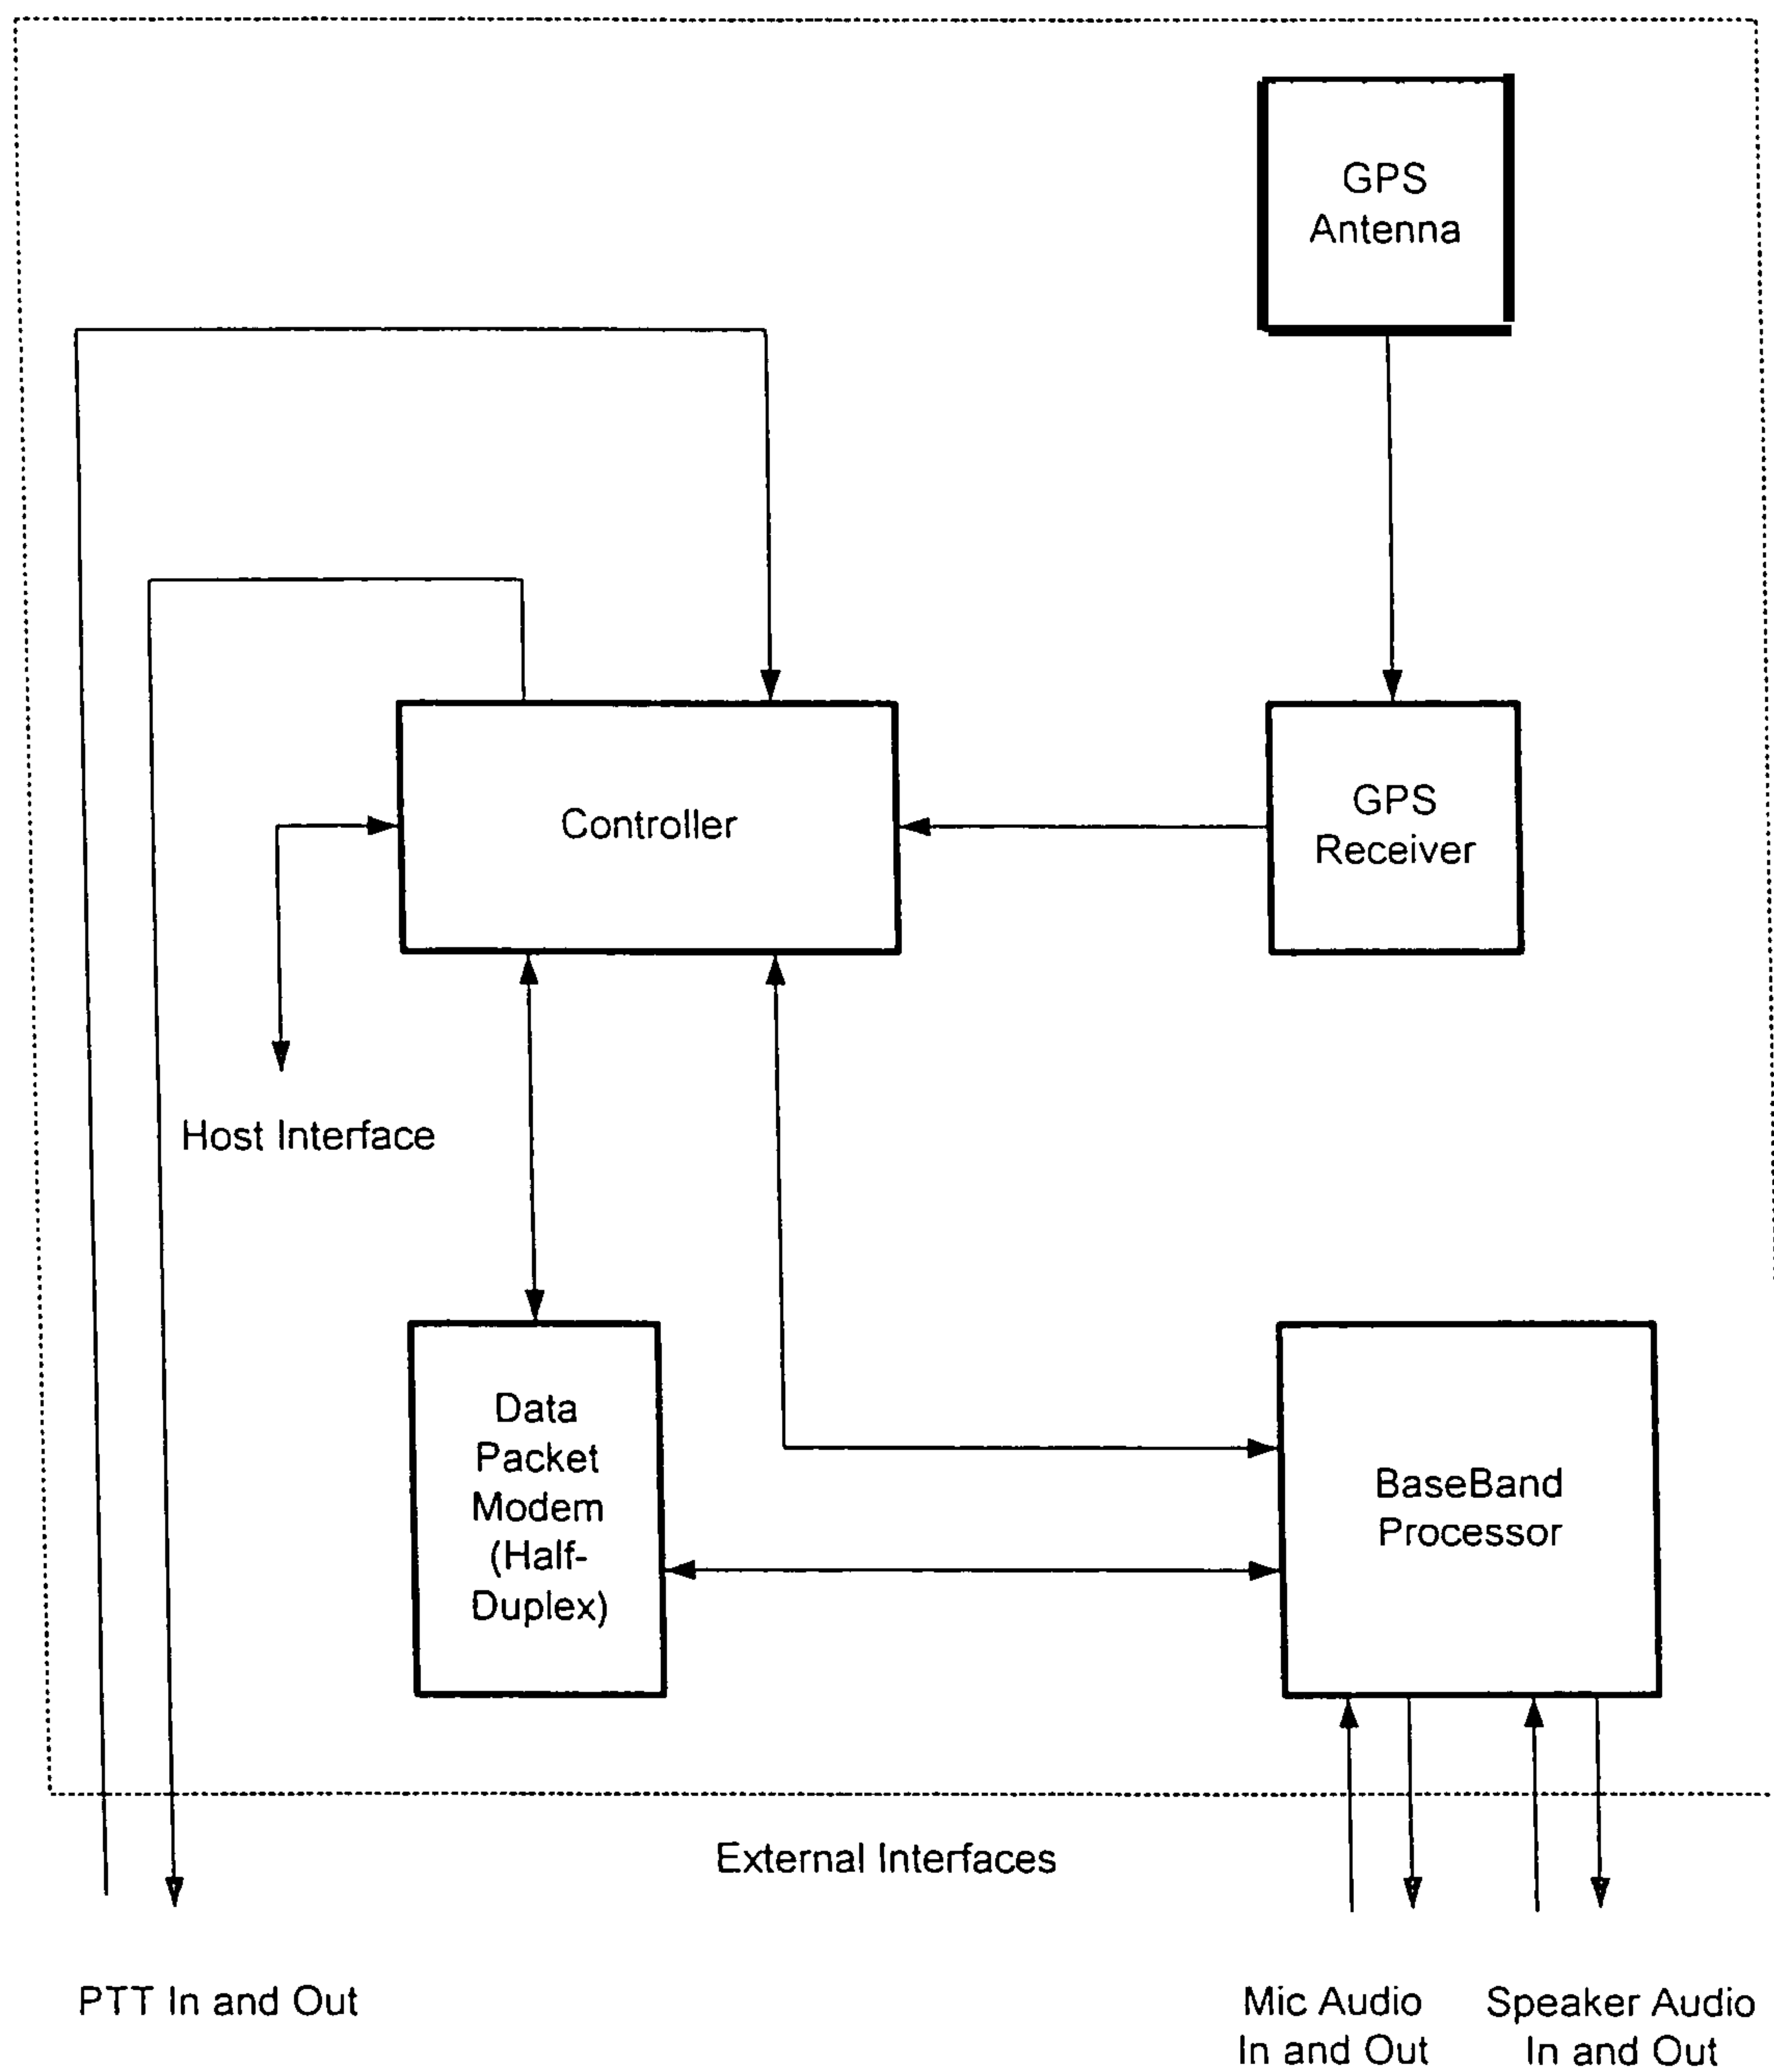 GPS
Antenna
Controller
GPS
Receiver
Host Interface
Data
Packet
Modem
(Half-
Duplex)
BaseBand
Processor
External Interfaces
PTT In and Out
Mic Audio
In and Out
Speaker Audio
In and Out